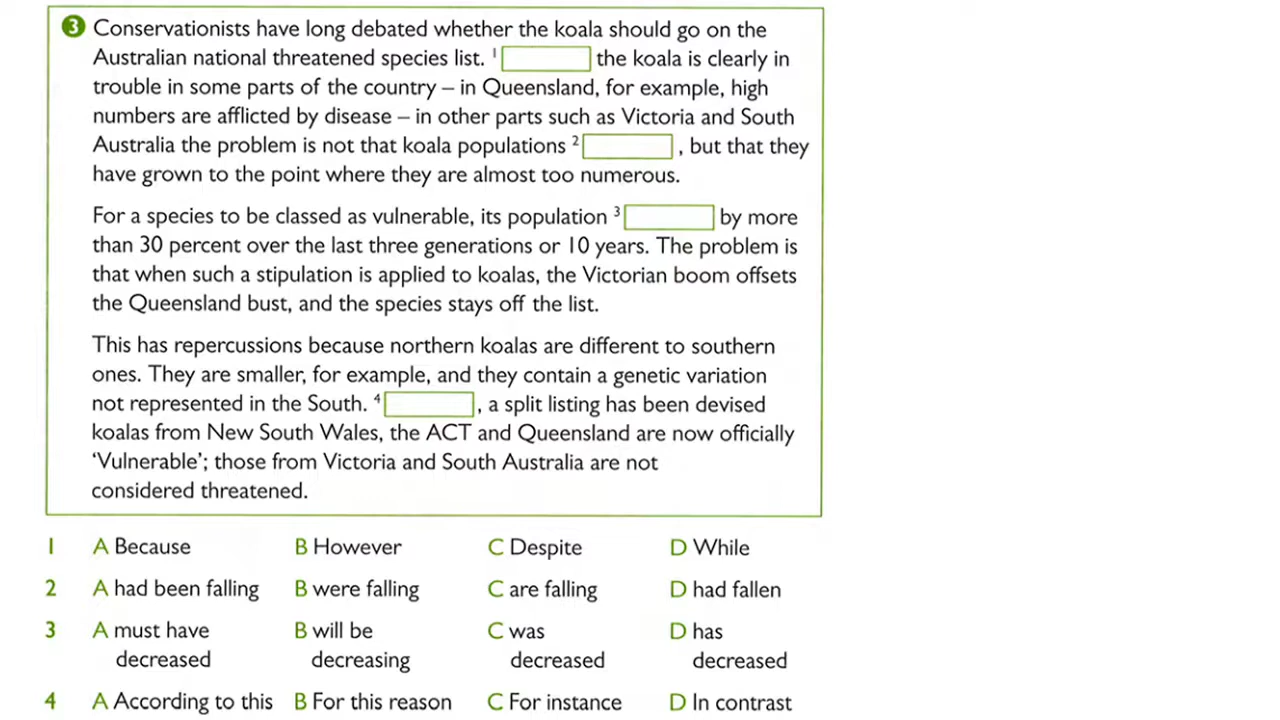 3 Conservationists have long debated whether the koala should go on the
Australian national threatened species list. 1 the koala is clearly in
trouble in some parts of the country – in Queensland, for example, high
numbers are afflicted by disease – in other parts such as Victoria and South
Australia the problem is not that koala populations 2 , but that they
have grown to the point where they are almost too numerous.
For a species to be classed as vulnerable, its population 3 by more
than 30 percent over the last three generations or 10 years. The problem is
that when such a stipulation is applied to koalas, the Victorian boom offsets
the Queensland bust, and the species stays off the list.
This has repercussions because northern koalas are different to southern
ones. They are smaller, for example, and they contain a genetic variation
not represented in the South. 4 , a split listing has been devised
koalas from New South Wales, the ACT and Queensland are now officially
‘Vulnerable’; those from Victoria and South Australia are not
considered threatened.
1 A Because B However C Despite D While
2 A had been falling B were falling C are falling D had fallen
3 A must have B will be C was D has
decreased decreasing decreased decreased
4 A According to this B For this reason C For instance D In contrast